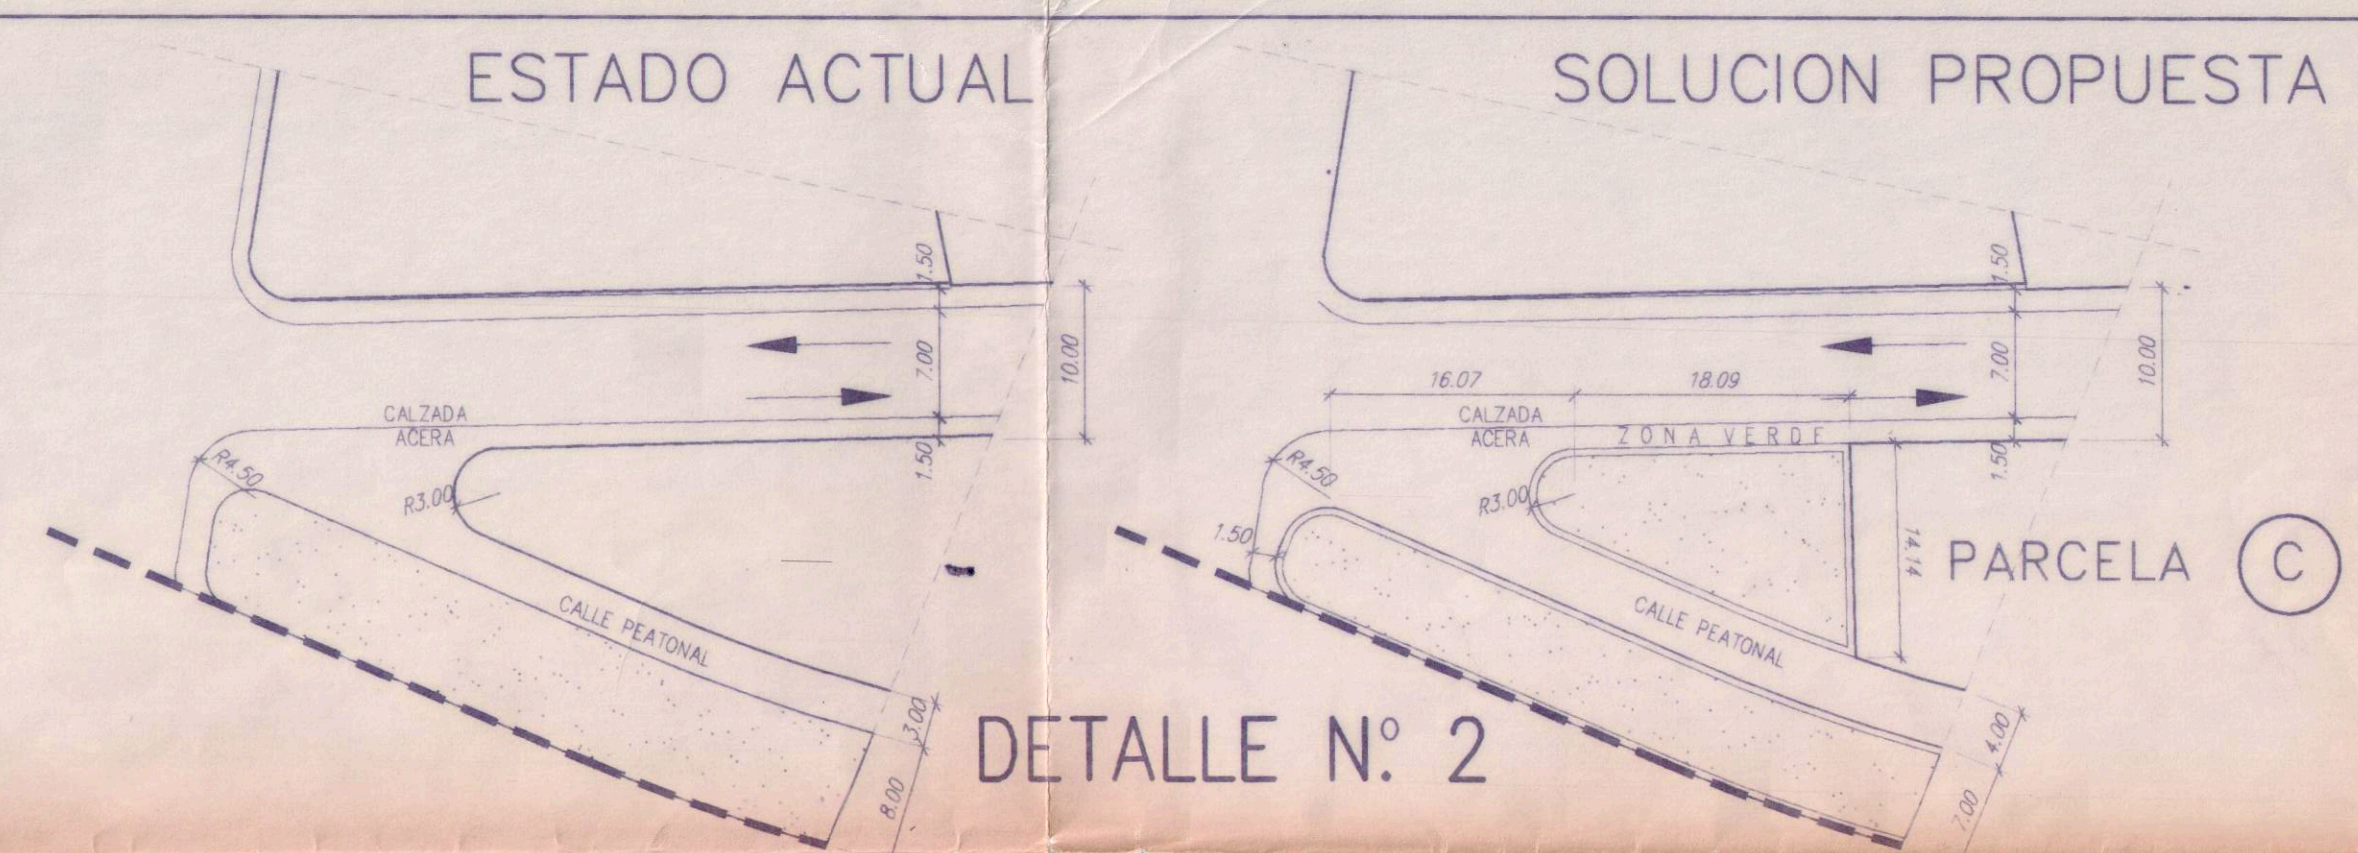 ESTADO ACTUAL
1.50
7.00
10.00
CALZADA
ACERA
1.50
R4.50
R3.00
CALLE PEATONAL
3.00
8.00
SOLUCION PROPUESTA
1.50
7.00
10.00
16.07
18.09
CALZADA
ACERA
ZONA VERDE
1.50
R4.50
R3.00
1.50
14.14
PARCELA C
CALLE PEATONAL
4.00
7.00
DETALLE Nº. 2